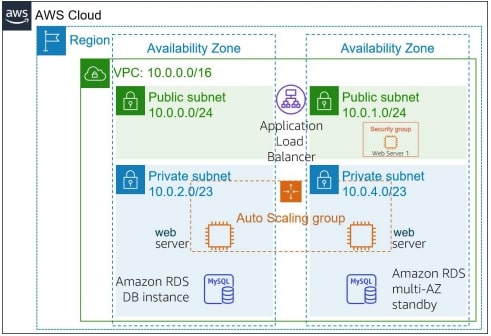 aws
AWS Cloud
Region
Availability Zone
Availability Zone
VPC: 10.0.0.0/16
Public subnet
10.0.0.0/24
Application
Load
Balancer
Public subnet
10.0.1.0/24
Security group
Web Server 1
Private subnet
10.0.2.0/23
Private subnet
10.0.4.0/23
Auto Scaling group
web
server
web
server
Amazon RDS
DB instance
MySQL
MySQL
Amazon RDS
multi-AZ
standby